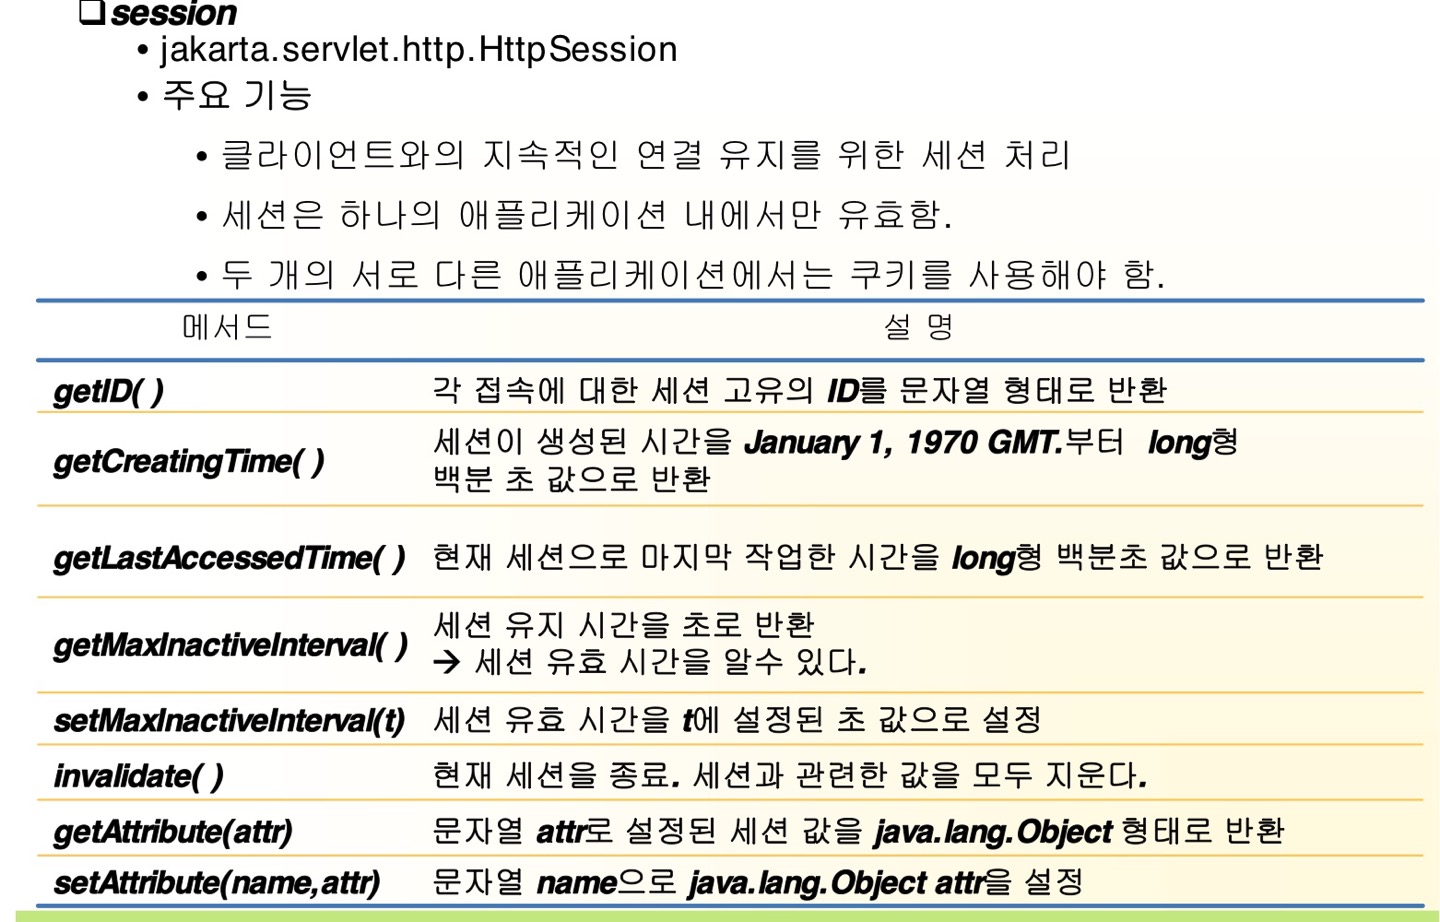 ❑ session
• jakarta.servlet.http.HttpSession
• 주요 기능
• 클라이언트와의 지속적인 연결 유지를 위한 세션 처리
• 세션은 하나의 애플리케이션 내에서만 유효함.
• 두 개의 서로 다른 애플리케이션에서는 쿠키를 사용해야 함.
메서드 설 명
getID( ) 각 접속에 대한 세션 고유의 ID를 문자열 형태로 반환
getCreatingTime( ) 세션이 생성된 시간을 January 1, 1970 GMT.부터 long형
백분 초 값으로 반환
getLastAccessedTime( ) 현재 세션으로 마지막 작업한 시간을 long형 백분초 값으로 반환
getMaxInactiveInterval( ) 세션 유지 시간을 초로 반환
→ 세션 유효 시간을 알수 있다.
setMaxInactiveInterval(t) 세션 유효 시간을 t에 설정된 초 값으로 설정
invalidate( ) 현재 세션을 종료. 세션과 관련한 값을 모두 지운다.
getAttribute(attr) 문자열 attr로 설정된 세션 값을 java.lang.Object 형태로 반환
setAttribute(name,attr) 문자열 name으로 java.lang.Object attr을 설정